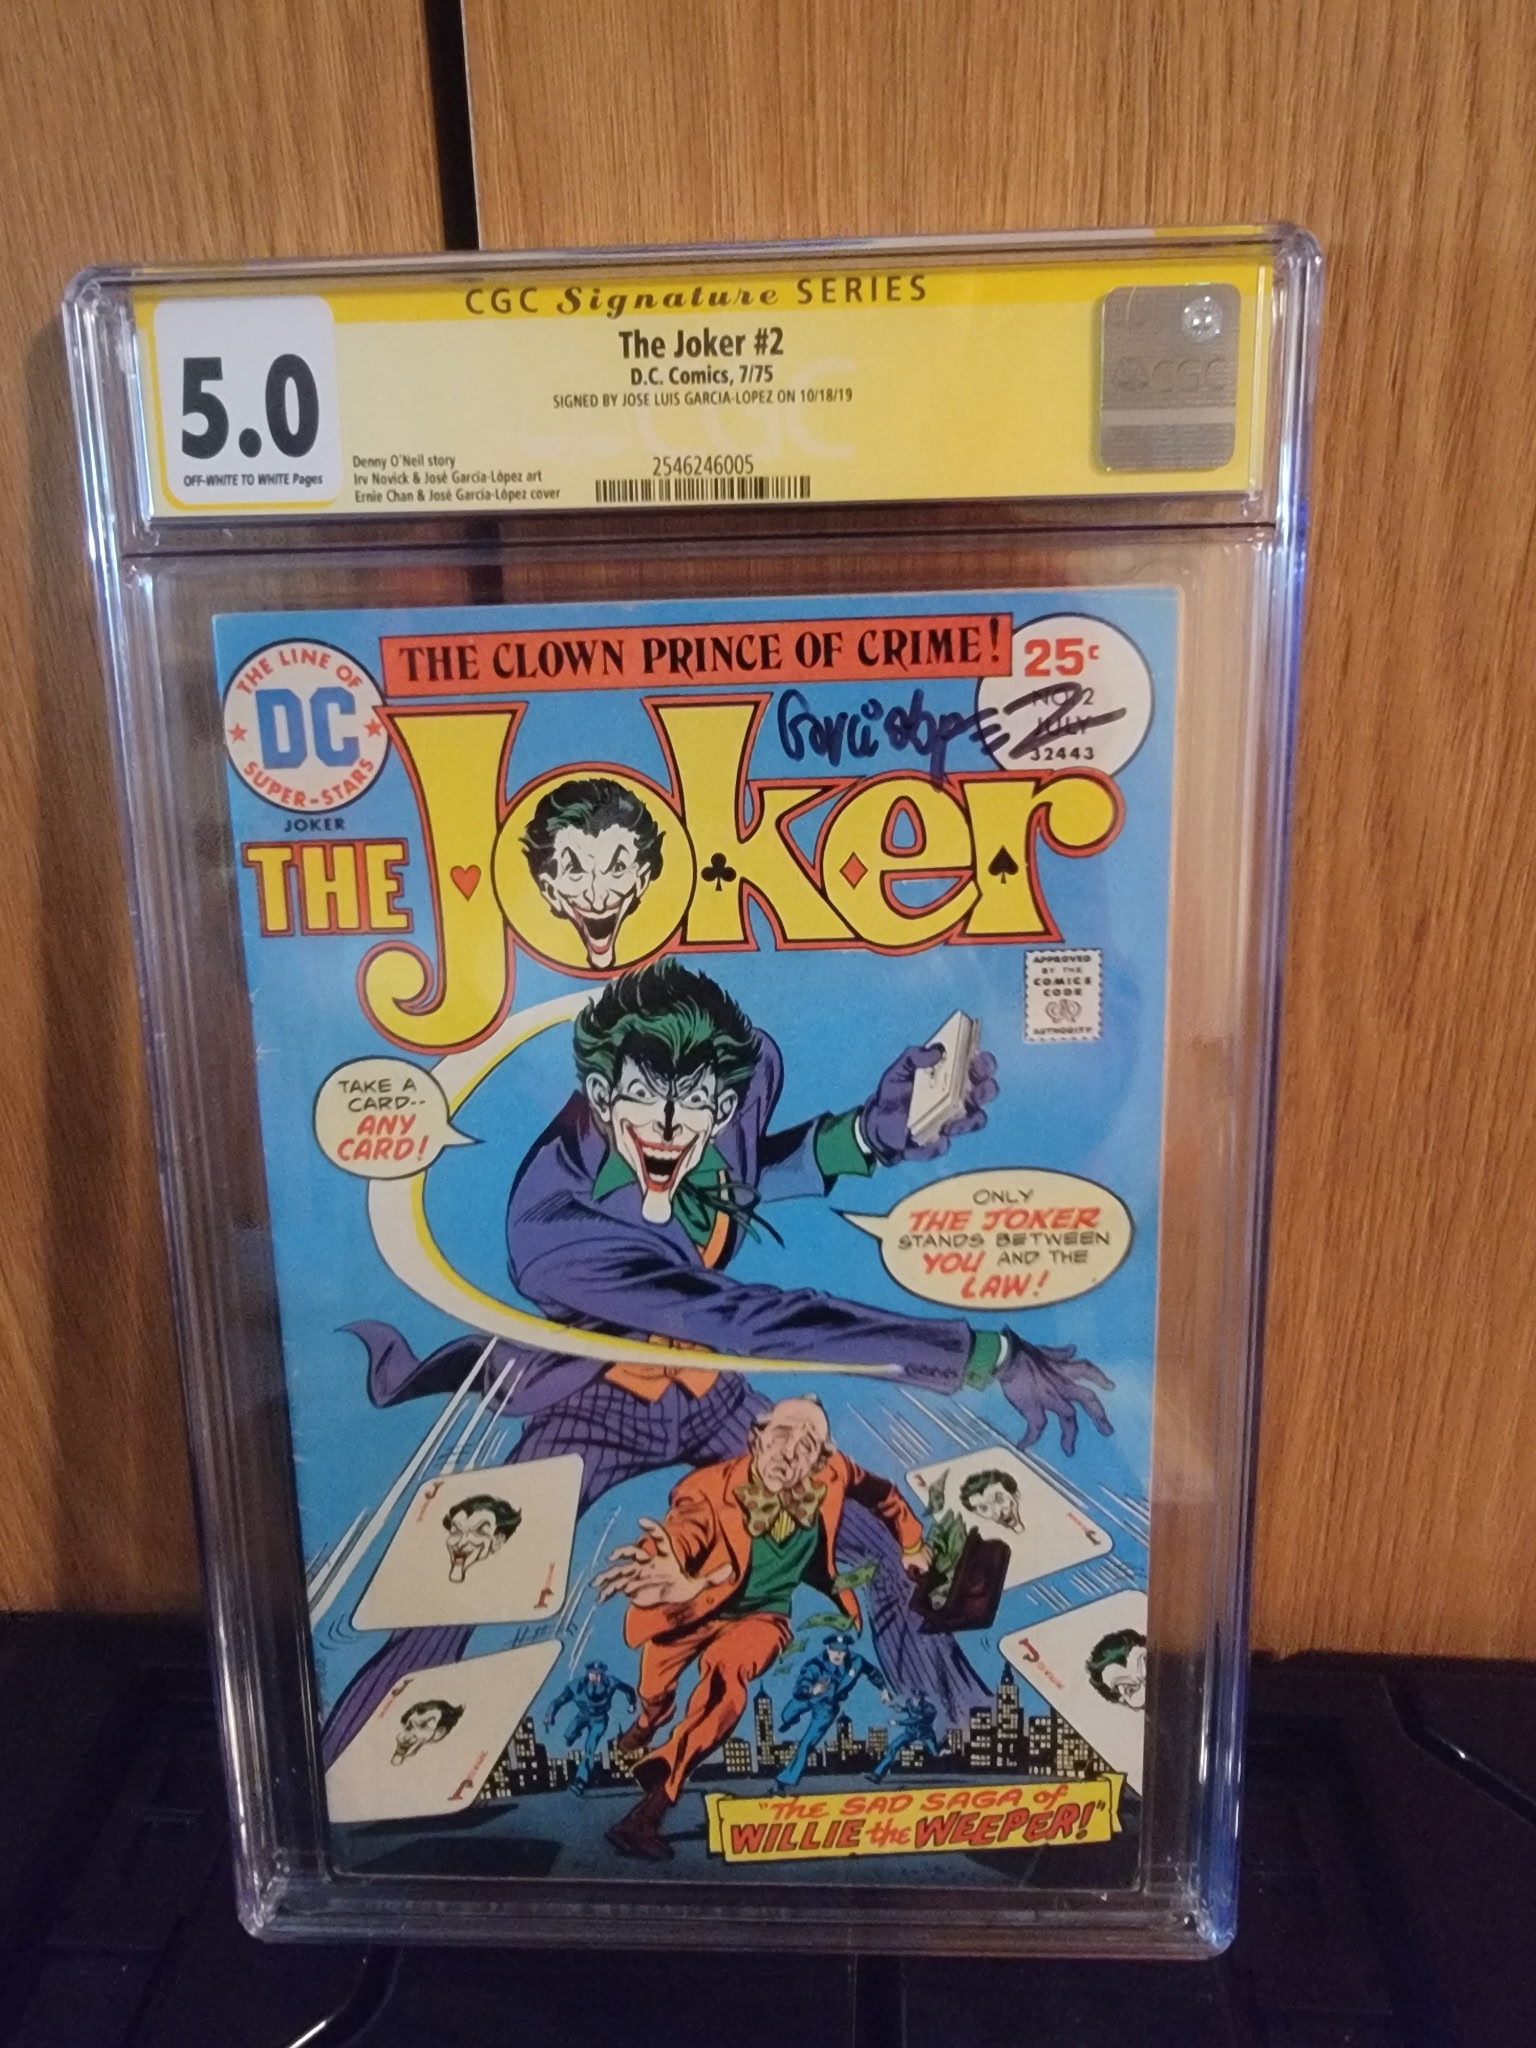 CGC Signature SERIES
The Joker #2
D.C. Comics, 7/75
SIGNED BY JOSE LUIS GARCIA-LOPEZ ON 10/18/19
5.0
OFF-WHITE TO WHITE Pages
Denny O'Neil story
Irv Novick & José Garcia-López art
Ernie Chan & José Garcia-López cover
2546246005
CGC
THE CLOWN PRINCE OF CRIME!
THE LINE OF
DC
SUPER-STARS
JOKER
25¢
NO. 2
JULY
32443
THE JOKER
APPROVED
BY THE
COMICS
CODE
AUTHORITY
TAKE A
CARD--
ANY
CARD!
ONLY
THE JOKER
STANDS BETWEEN
YOU AND THE
LAW!
"THE SAD SAGA OF
WILLIE the WEEPER!"